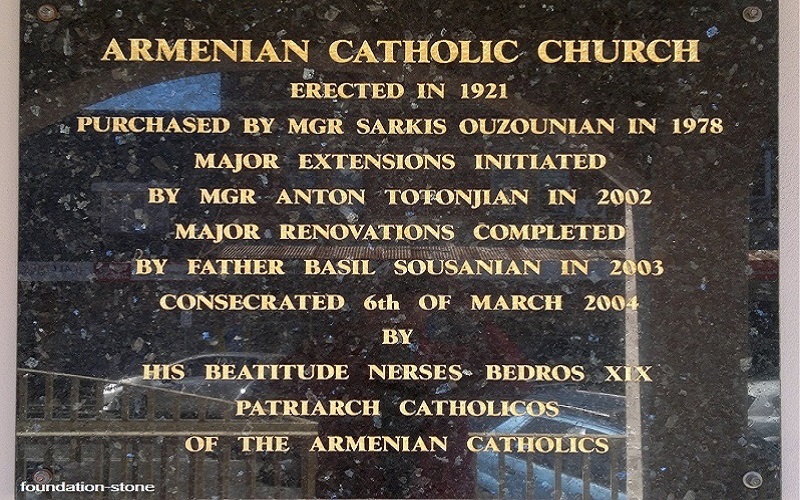 ARMENIAN CATHOLIC CHURCH
ERECTED IN 1921
PURCHASED BY MGR SARKIS OUZOUNIAN IN 1978
MAJOR EXTENSIONS INITIATED
BY MGR ANTON TOTONJIAN IN 2002
MAJOR RENOVATIONS COMPLETED
BY FATHER BASIL SOUSANIAN IN 2003
CONSECRATED 6th OF MARCH 2004
BY
HIS BEATITUDE NERSES BEDROS XIX
PATRIARCH CATHOLICOS
OF THE ARMENIAN CATHOLICS
foundation-stone